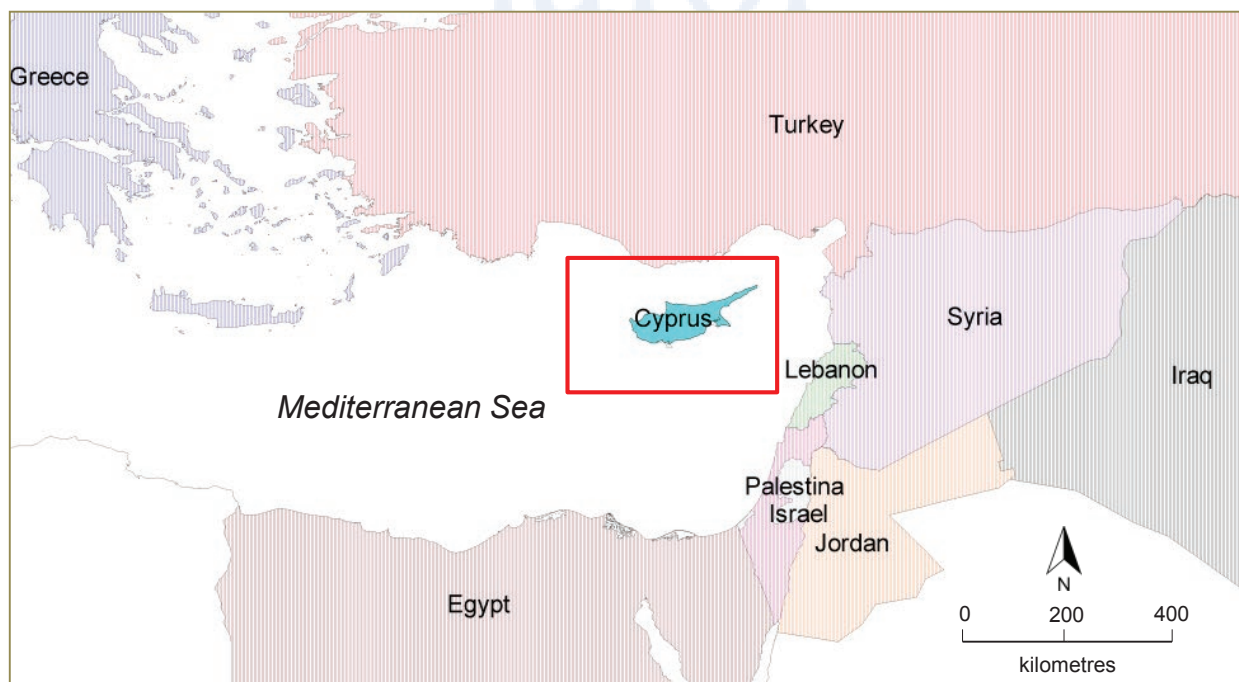 Greece
Turkey
Cyprus
Syria
Lebanon
Iraq
Mediterranean Sea
Palestina
Israel
Jordan
Egypt
N
0 200 400
kilometres